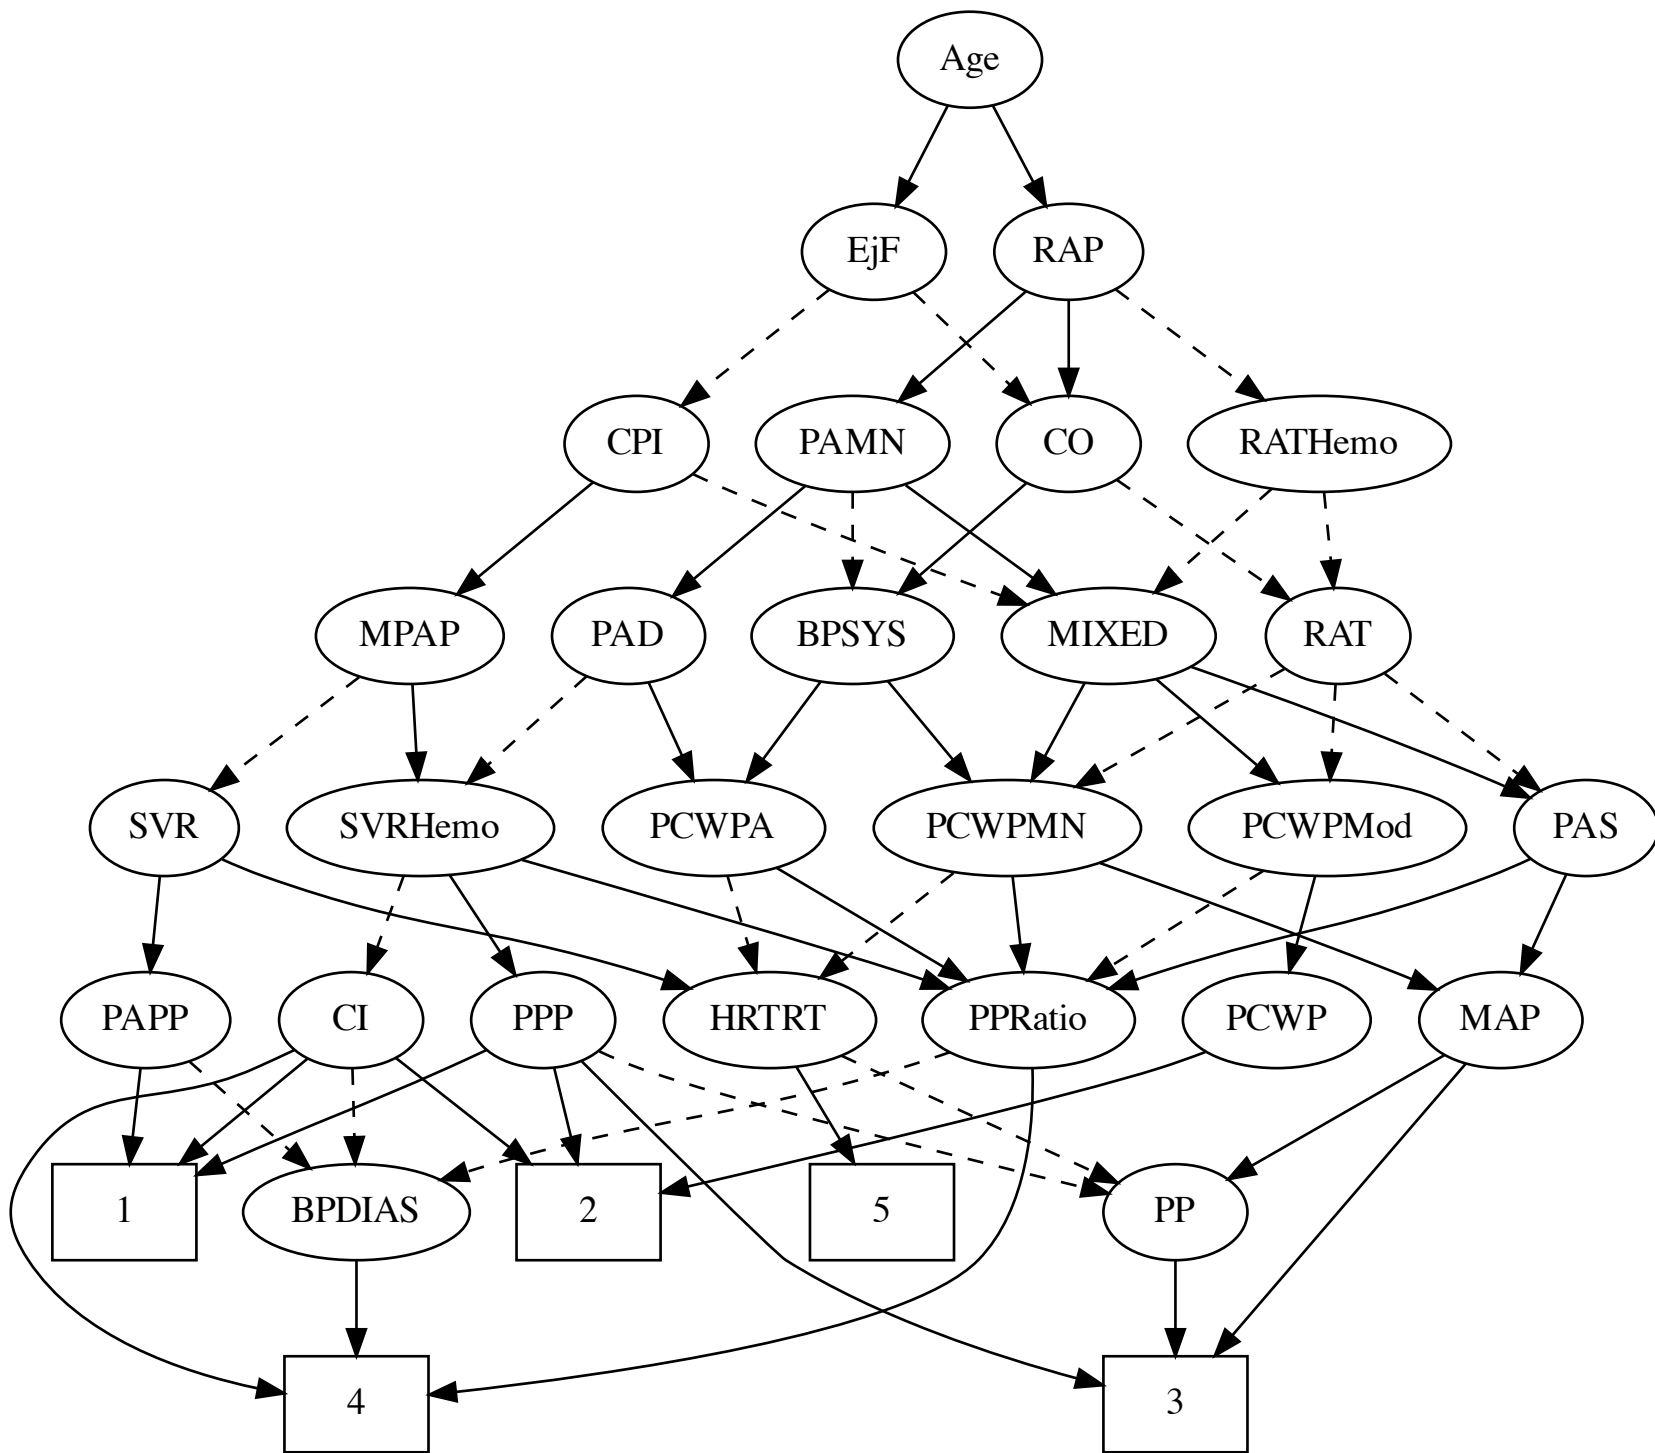 Age
EjF
RAP
CPI
PAMN
CO
RATHemo
MPAP
PAD
BPSYS
MIXED
RAT
SVR
SVRHemo
PCWPA
PCWPMN
PCWPMod
PAS
PAPP
CI
PPP
HRTRT
PPRatio
PCWP
MAP
1
BPDIAS
2
5
PP
4
3